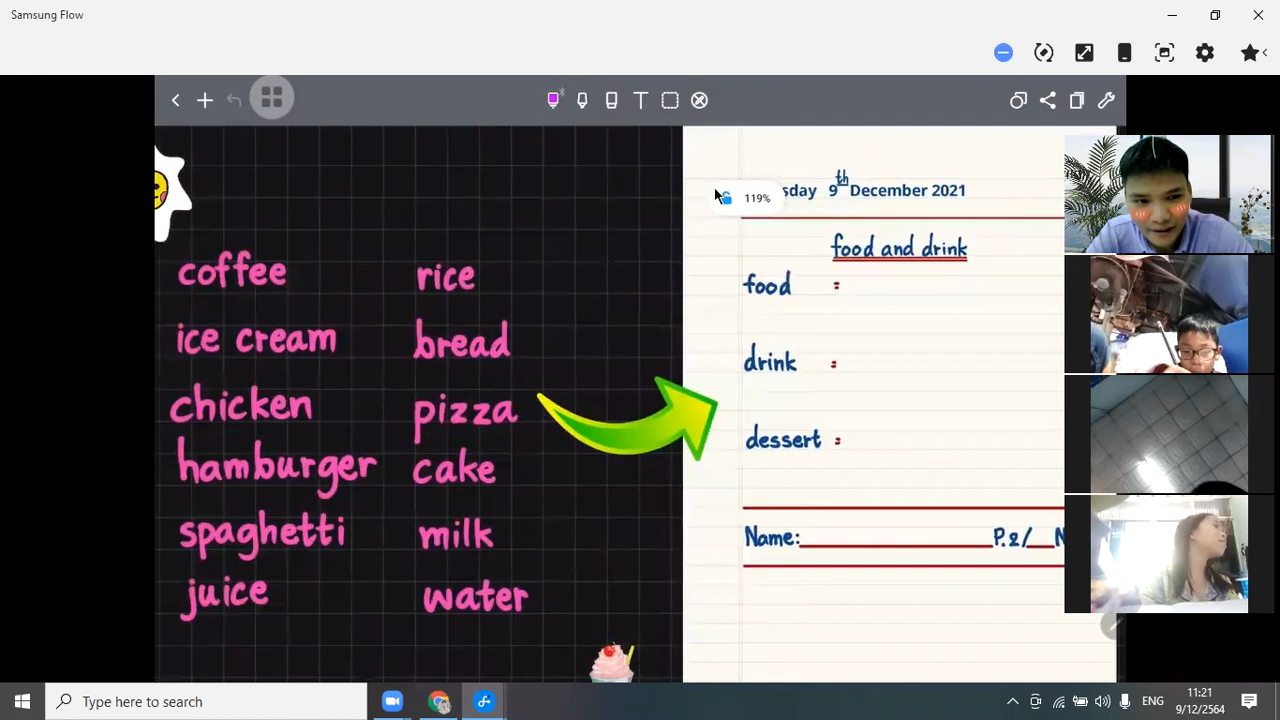 Samsung Flow
sday 9th December 2021
119%
food and drink
coffee rice
food :
ice cream bread
drink :
chicken pizza
dessert :
hamburger cake
spaghetti milk
Name: P.2/ N
juice water
Type here to search
ENG
11:21
9/12/2564